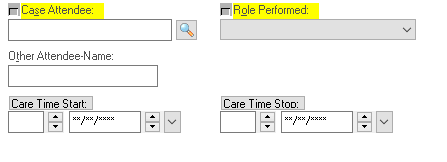 Case Attendee: Role Performed:
Other Attendee-Name:
Care Time Start: Care Time Stop:
**/**/**** **/**/****